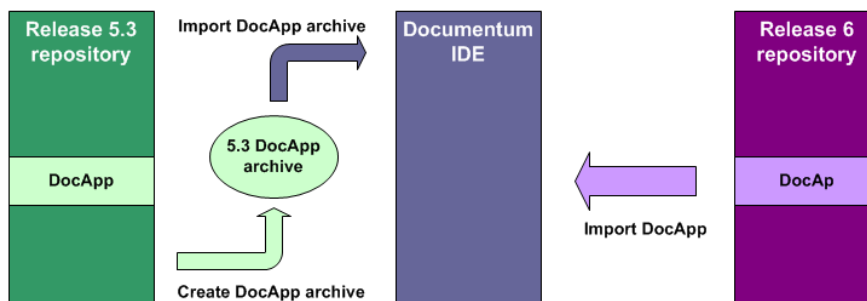 Release 5.3
repository
Import DocApp archive
Documentum
IDE
Release 6
repository
5.3 DocApp
archive
DocApp
DocAp
Import DocApp
Create DocApp archive